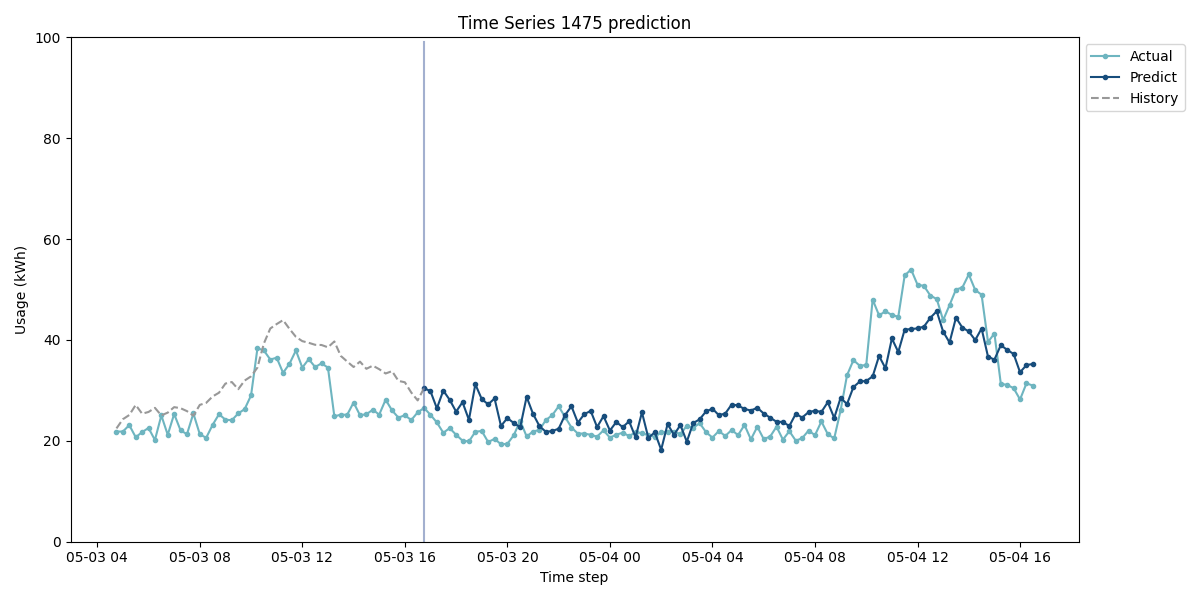 Time Series 1475 prediction
100
80
60
40
20
0
Usage (kWh)
05-03 04
05-03 08
05-03 12
05-03 16
05-03 20
05-04 00
05-04 04
05-04 08
05-04 12
05-04 16
Time step
Actual
Predict
History